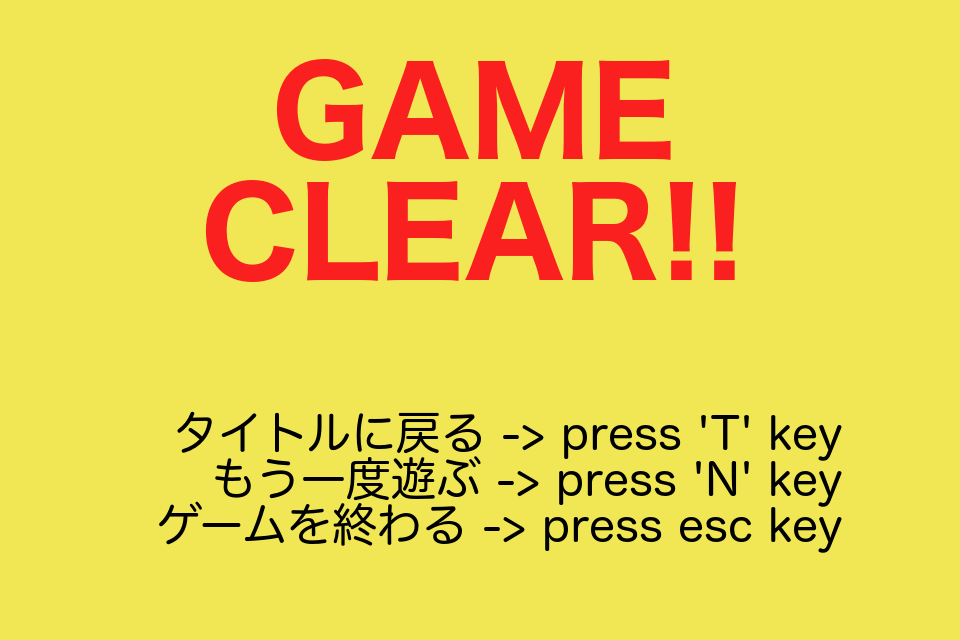 GAME
CLEAR!!
タイトルに戻る -> press 'T' key
もう一度遊ぶ -> press 'N' key
ゲームを終わる -> press esc key